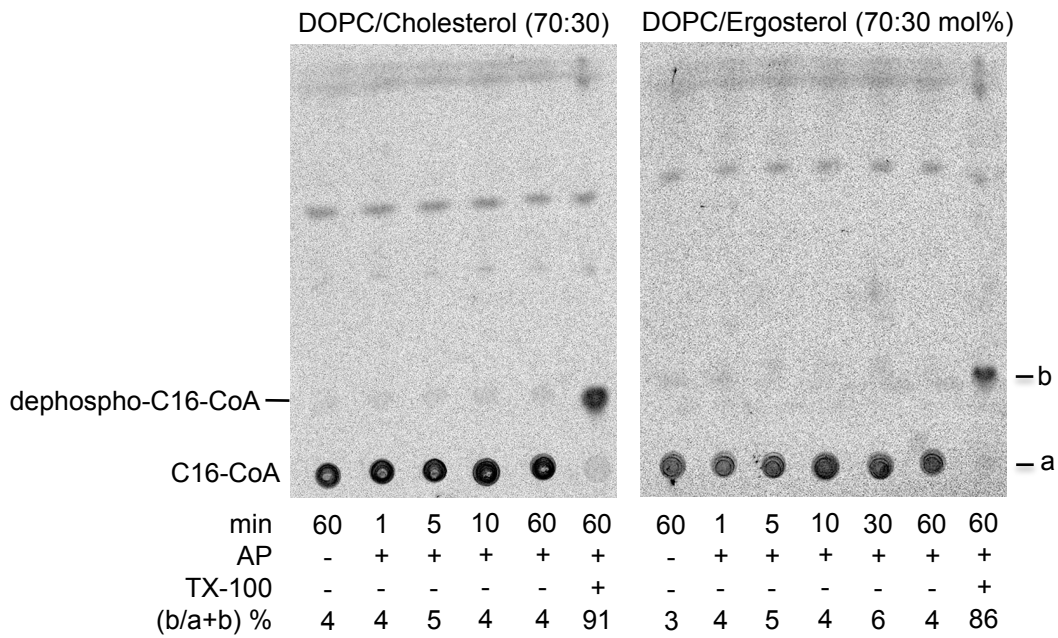 DOPC/Cholesterol (70:30)
DOPC/Ergosterol (70:30 mol%)
dephospho-C16-CoA
b
C16-CoA
a
min 60 1 5 10 60 60 60 1 5 10 30 60 60
AP - + + + + + - + + + + + +
TX-100 - - - - - + - - - - - - +
(b/a+b) % 4 4 5 4 4 91 3 4 5 4 6 4 86